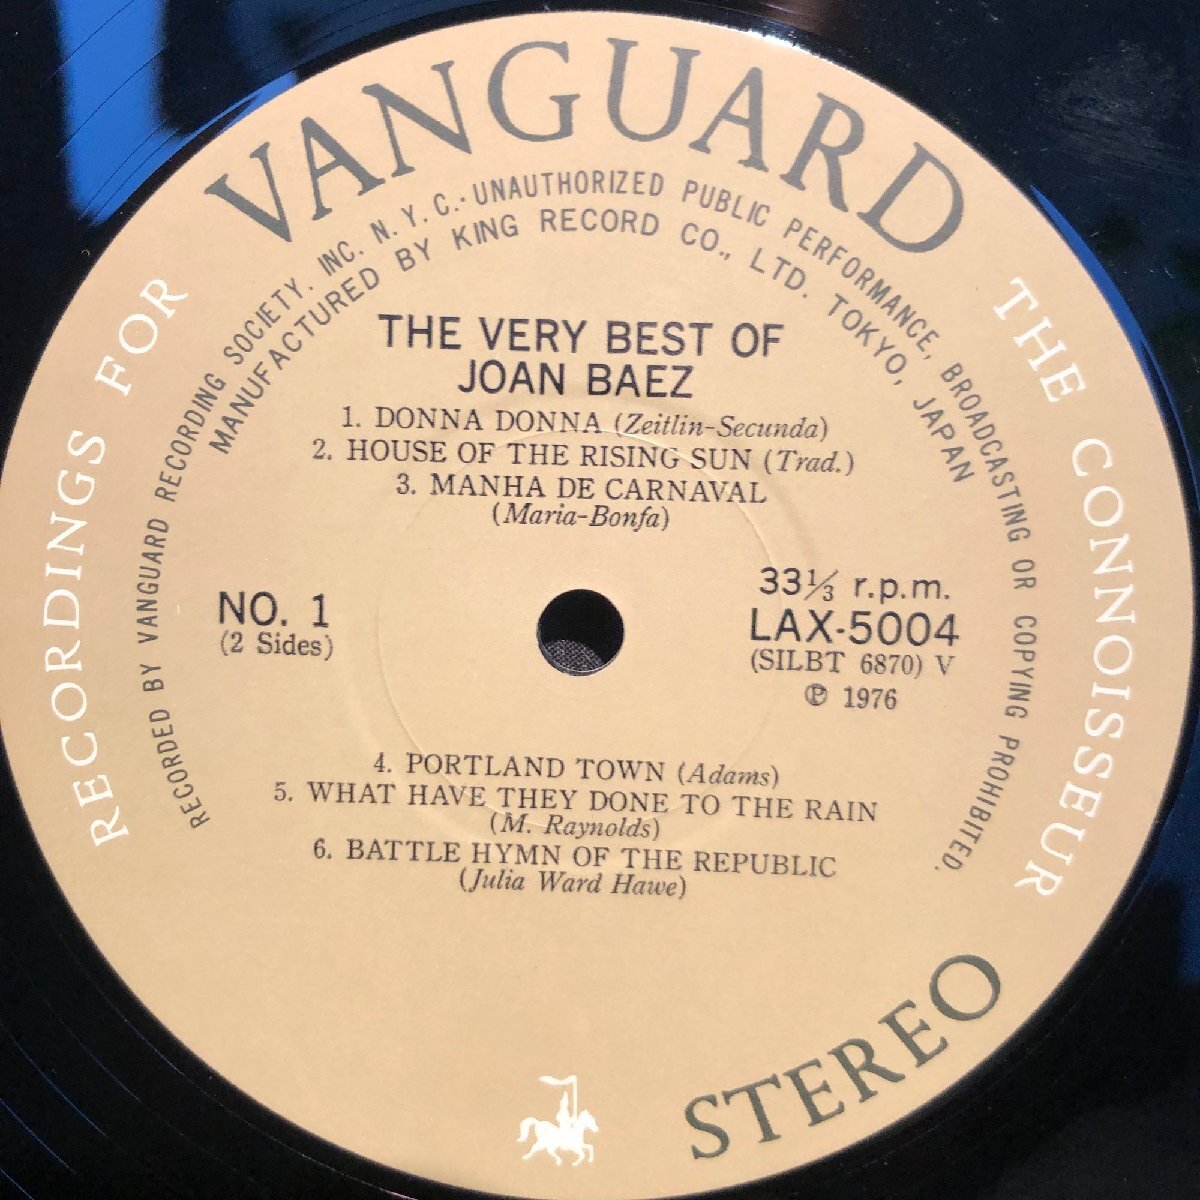 VANGUARD
RECORDINGS FOR THE CONNOISSEUR
RECORDED BY VANGUARD RECORDING SOCIETY. INC. N. Y. C.· UNAUTHORIZED PUBLIC PERFORMANCE, BROADCASTING OR COPYING PROHIBITED.
MANUFACTURED BY KING RECORD CO., LTD. TOKYO, JAPAN
THE VERY BEST OF
JOAN BAEZ
1. DONNA DONNA (Zeitlin-Secunda)
2. HOUSE OF THE RISING SUN (Trad.)
3. MANHA DE CARNAVAL
(Maria-Bonfa)
NO. 1
(2 Sides)
33⅓ r.p.m.
LAX-5004
(SILBT 6870) V
℗ 1976
4. PORTLAND TOWN (Adams)
5. WHAT HAVE THEY DONE TO THE RAIN
(M. Raynolds)
6. BATTLE HYMN OF THE REPUBLIC
(Julia Ward Hawe)
STEREO